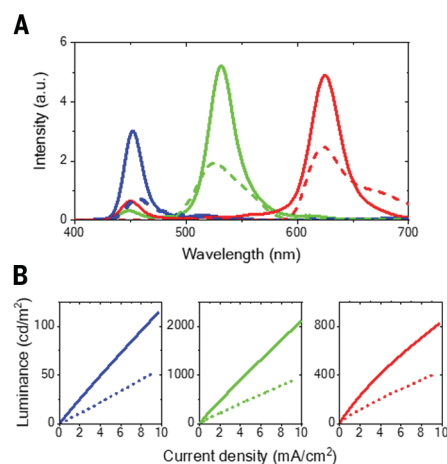 A
6
4
2
0
Intensity (a.u.)
400 500 600 700
Wavelength (nm)
B
100
50
0
Luminance (cd/m²)
2000
1000
0
800
400
0
0 2 4 6 8 10
0 2 4 6 8 10
0 2 4 6 8 10
Current density (mA/cm²)